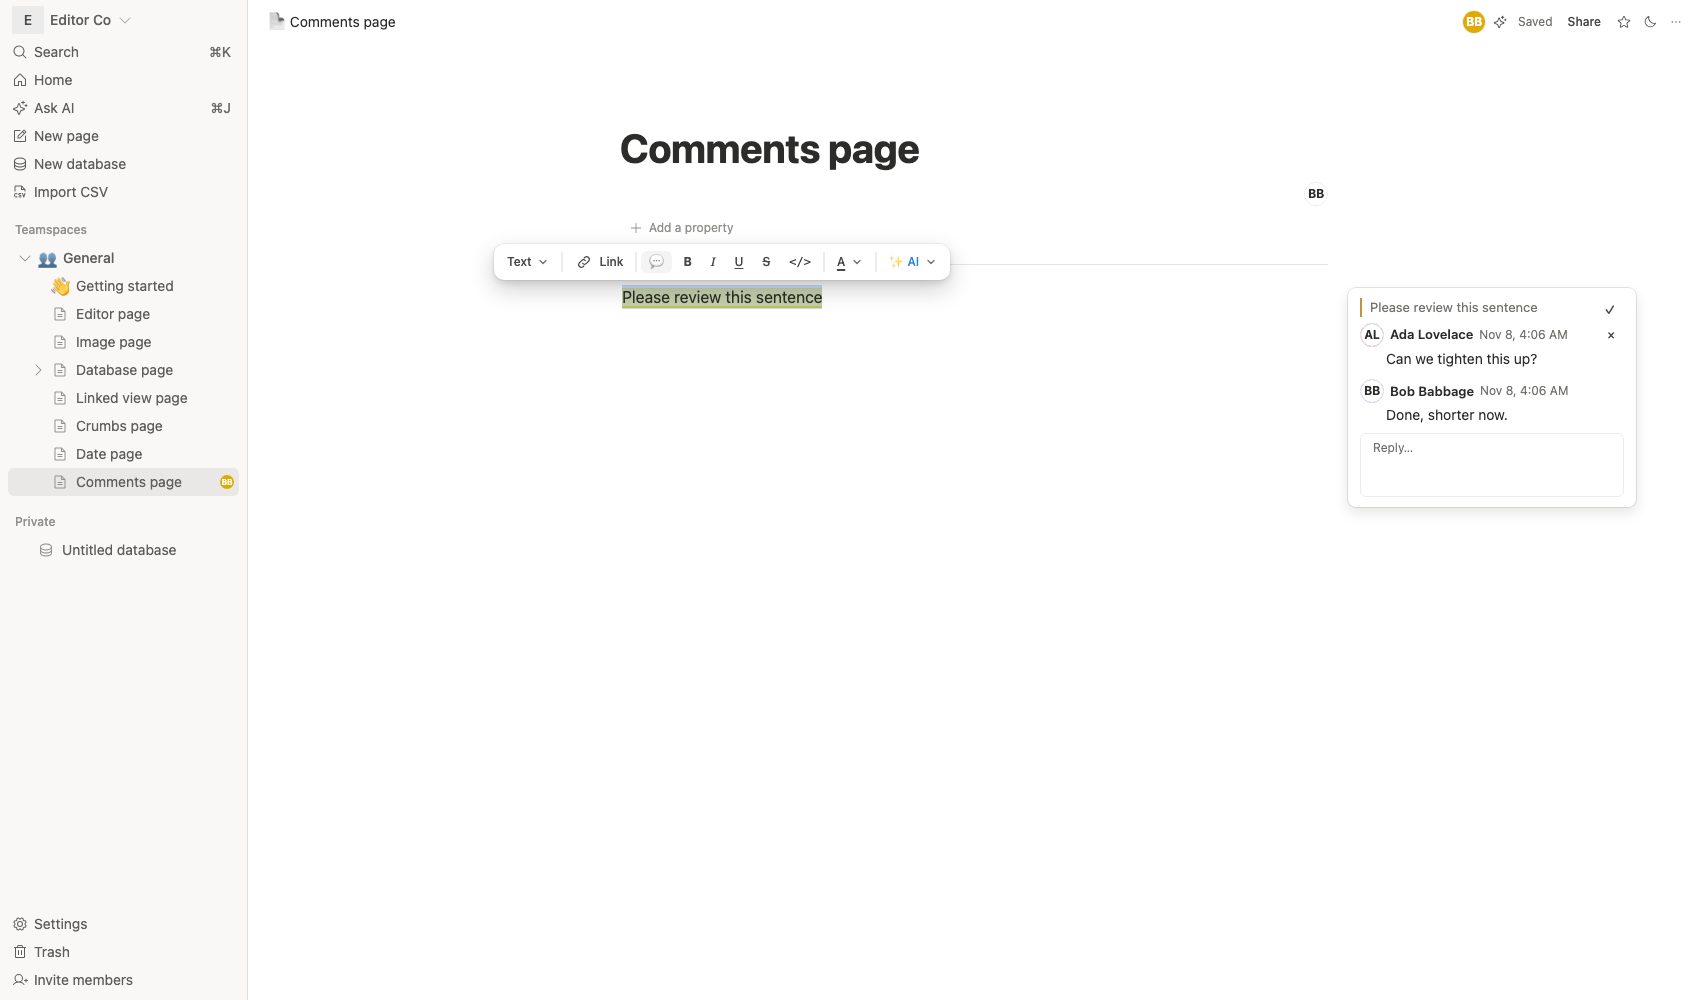 E Editor Co
Search ⌘K
Home
Ask AI ⌘J
New page
New database
Import CSV
Teamspaces
General
Getting started
Editor page
Image page
Database page
Linked view page
Crumbs page
Date page
Comments page BB
Private
Untitled database
Settings
Trash
Invite members
Comments page
BB Saved Share
Comments page
BB
Add a property
Text Link B I U S </> A AI
Please review this sentence
Please review this sentence
AL Ada Lovelace Nov 8, 4:06 AM
Can we tighten this up?
BB Bob Babbage Nov 8, 4:06 AM
Done, shorter now.
Reply...